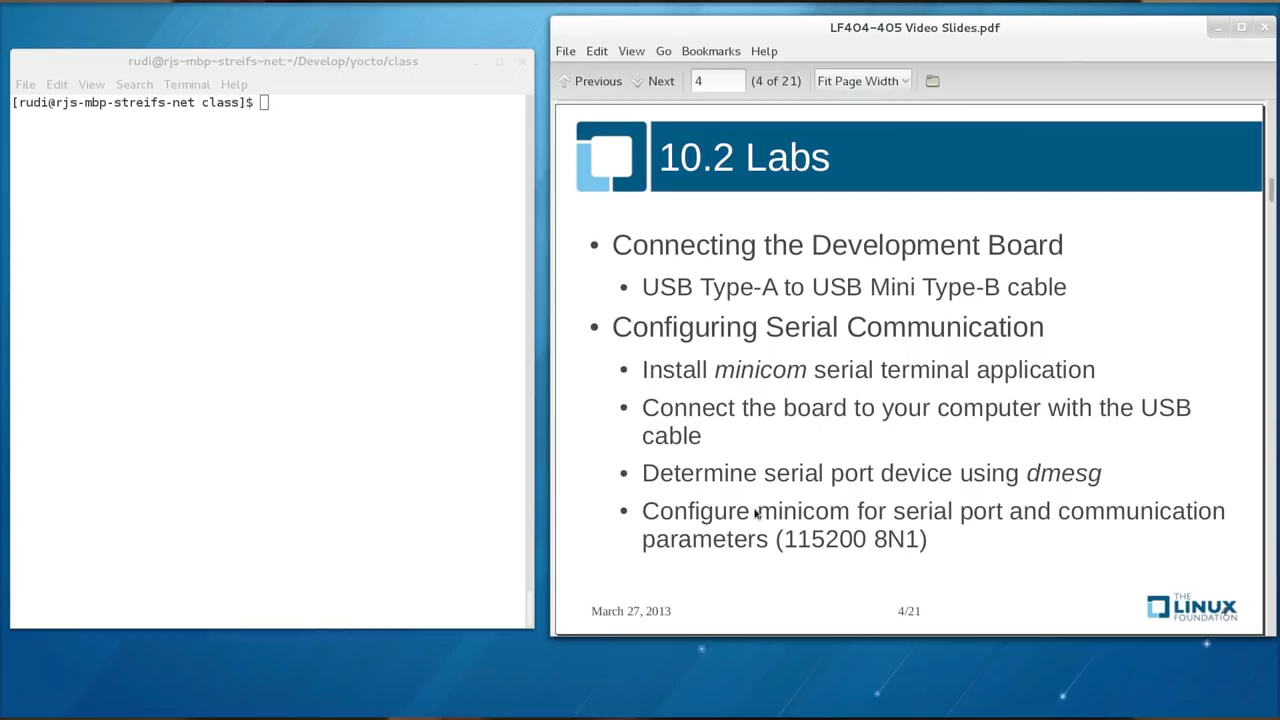 rudi@rjs-mbp-streifs-net:~/Develop/yocto/class
File Edit View Search Terminal Help
[rudi@rjs-mbp-streifs-net class]$
LF404-405 Video Slides.pdf
File Edit View Go Bookmarks Help
Previous Next 4 (4 of 21) Fit Page Width
10.2 Labs
• Connecting the Development Board
• USB Type-A to USB Mini Type-B cable
• Configuring Serial Communication
• Install minicom serial terminal application
• Connect the board to your computer with the USB
cable
• Determine serial port device using dmesg
• Configure minicom for serial port and communication
parameters (115200 8N1)
March 27, 2013
4/21
THE
LINUX
FOUNDATION